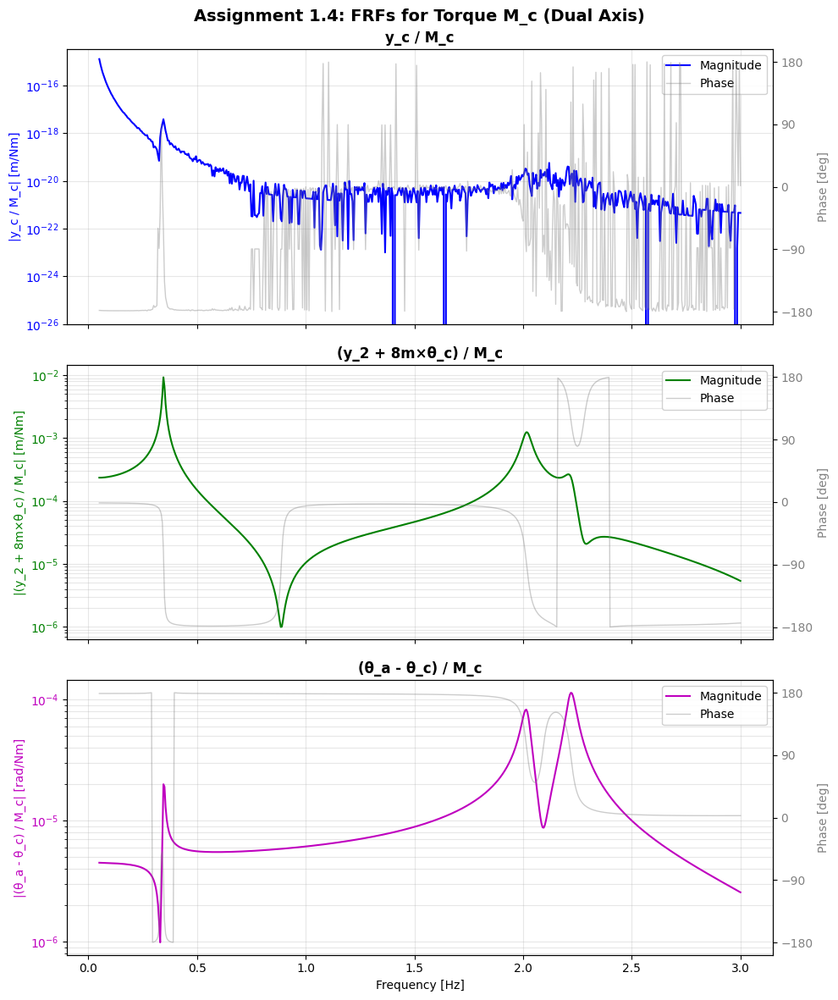 Assignment 1.4: FRFs for Torque M_c (Dual Axis)
y_c / M_c
|y_c / M_c| [m/Nm]
10⁻¹⁶
10⁻¹⁸
10⁻²⁰
10⁻²²
10⁻²⁴
10⁻²⁶
Magnitude
Phase
180
90
0
−90
−180
Phase [deg]
(y_2 + 8m×θ_c) / M_c
|(y_2 + 8m×θ_c) / M_c| [m/Nm]
10⁻²
10⁻³
10⁻⁴
10⁻⁵
10⁻⁶
Magnitude
Phase
180
90
0
−90
−180
Phase [deg]
(θ_a - θ_c) / M_c
|(θ_a - θ_c) / M_c| [rad/Nm]
10⁻⁴
10⁻⁵
10⁻⁶
Magnitude
Phase
180
90
0
−90
−180
Phase [deg]
0.0 0.5 1.0 1.5 2.0 2.5 3.0
Frequency [Hz]